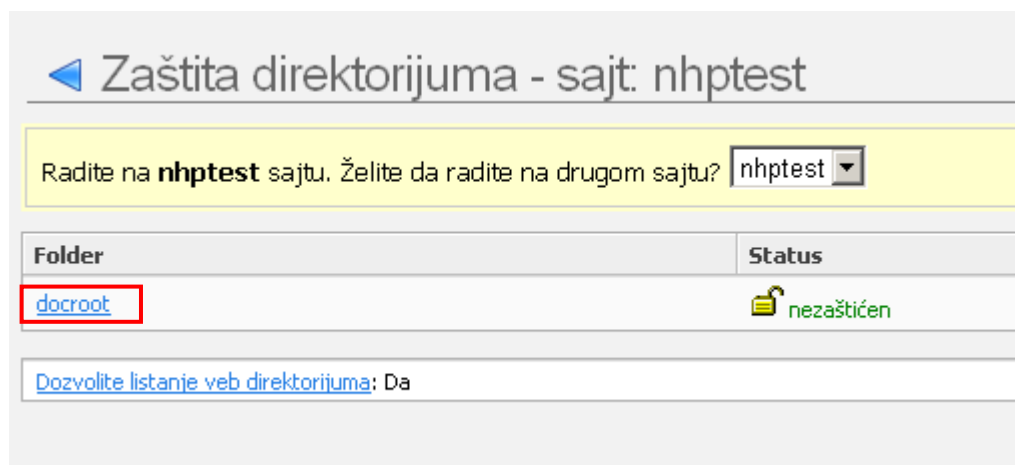 Zaštita direktorijuma - sajt: nhptest
Radite na nhptest sajtu. Želite da radite na drugom sajtu? nhptest
Folder Status
docroot nezaštićen
Dozvolite listanje veb direktorijuma: Da